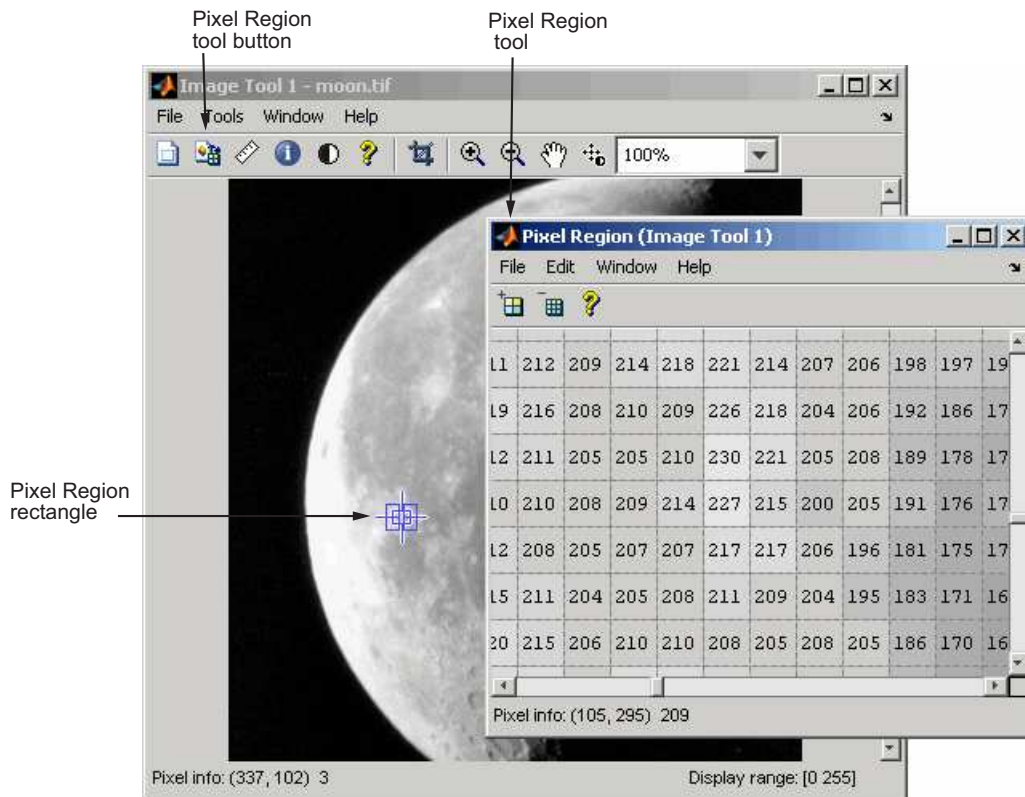 Pixel Region
tool button
Pixel Region
tool
Image Tool 1 - moon.tif
File Tools Window Help
100%
Pixel Region (Image Tool 1)
File Edit Window Help
11 212 209 214 218 221 214 207 206 198 197 19
19 216 208 210 209 226 218 204 206 192 186 17
12 211 205 205 210 230 221 205 208 189 178 17
10 210 208 209 214 227 215 200 205 191 176 17
12 208 205 207 207 217 217 206 196 181 175 17
15 211 204 205 208 211 209 204 195 183 171 16
20 215 206 210 210 208 205 208 205 186 170 16
Pixel info: (105, 295) 209
Pixel Region
rectangle
Pixel info: (337, 102) 3
Display range: [0 255]